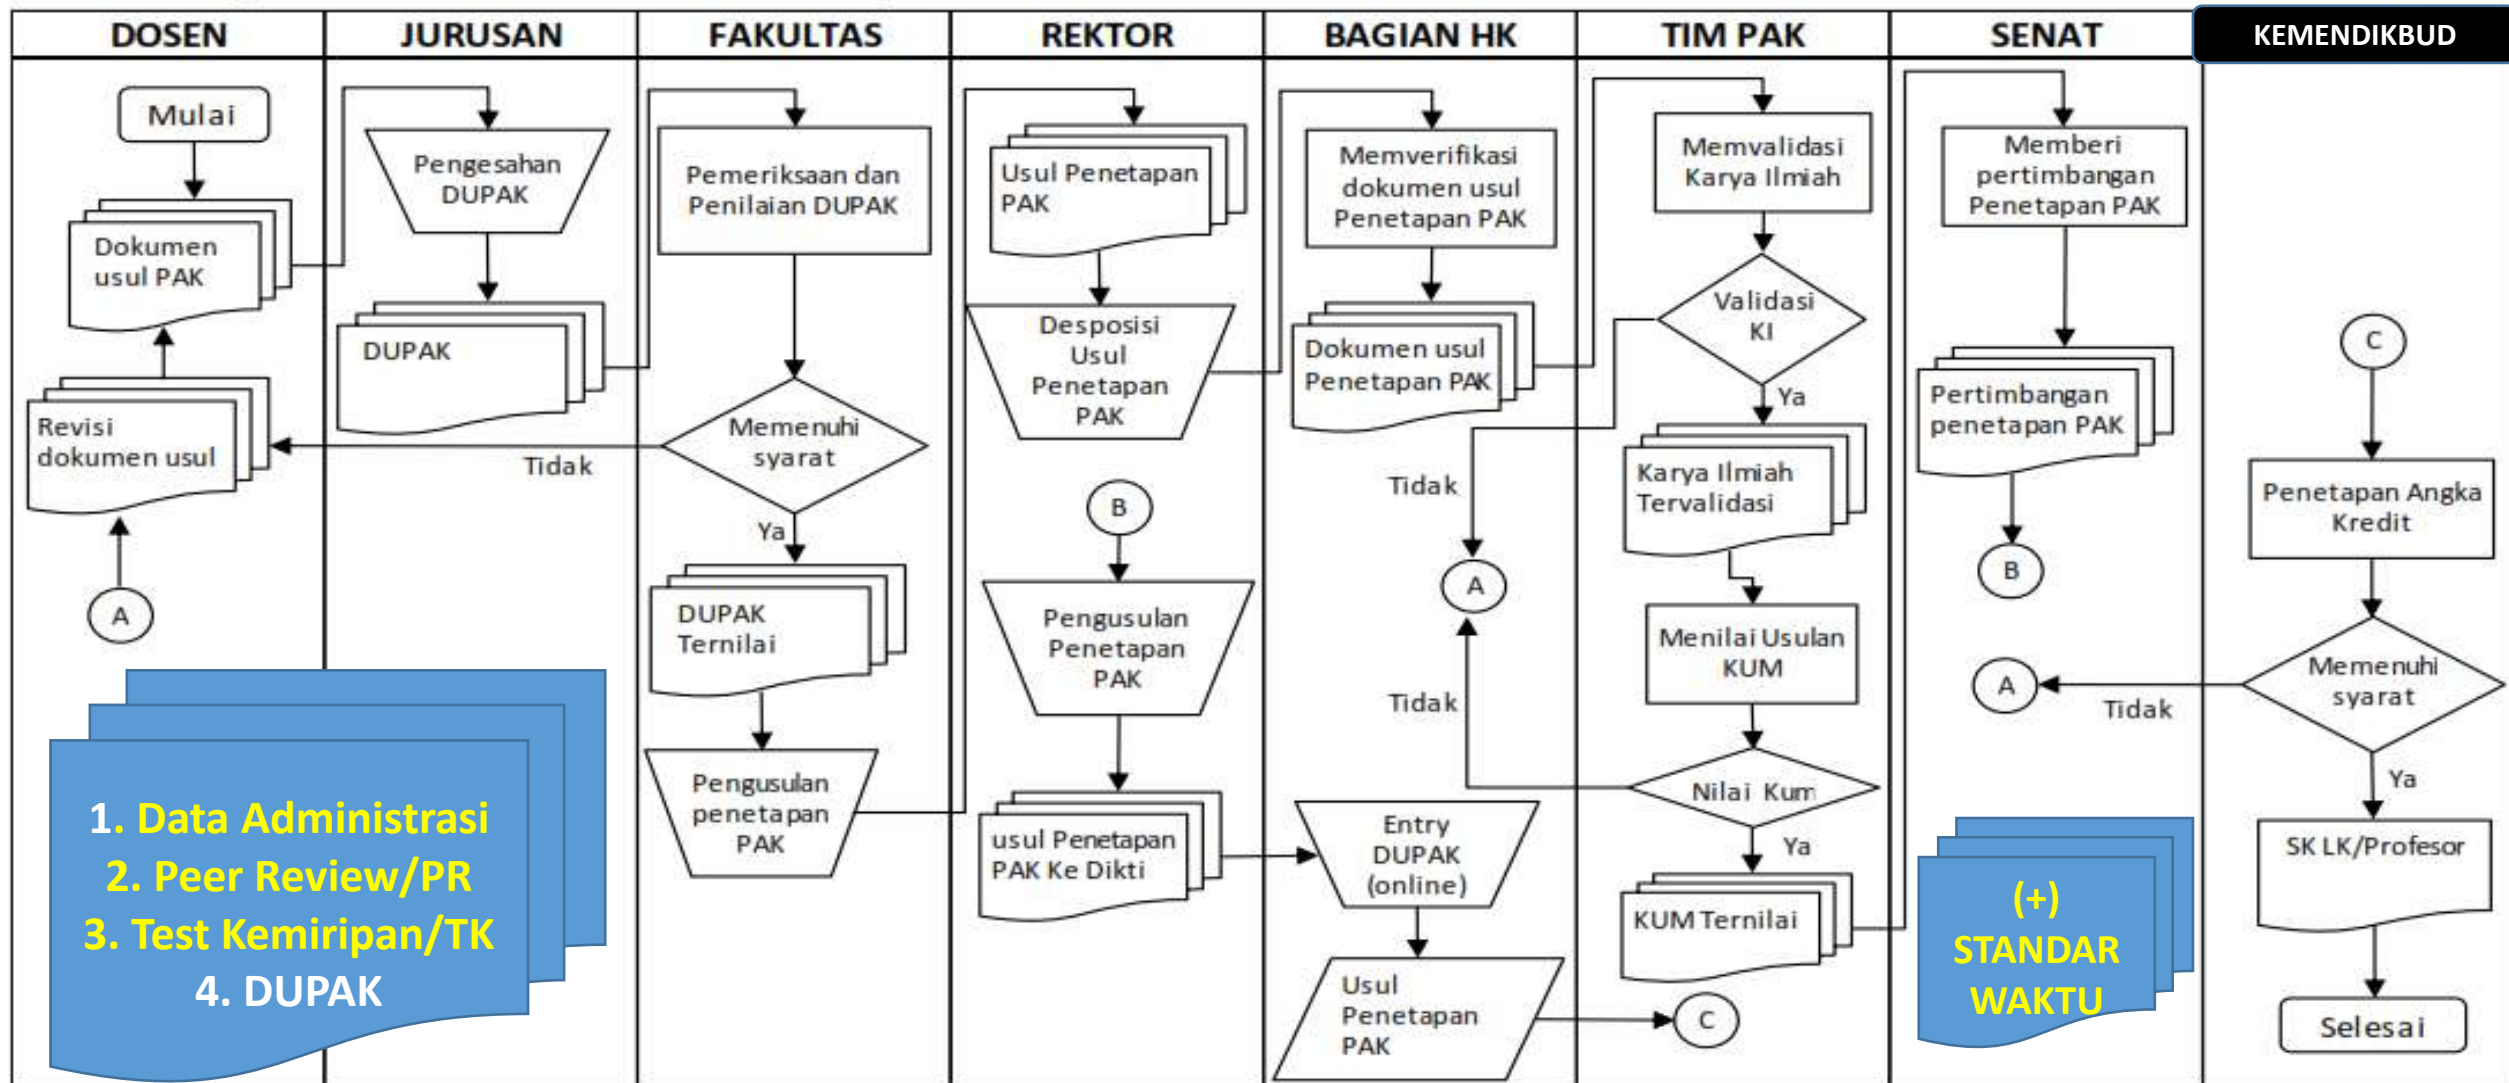 DOSEN
JURUSAN
FAKULTAS
REKTOR
BAGIAN HK
TIM PAK
SENAT
KEMENDIKBUD
Mulai
Dokumen
usul PAK
Revisi
dokumen usul
A
1. Data Administrasi
2. Peer Review/PR
3. Test Kemiripan/TK
4. DUPAK
Pengesahan
DUPAK
DUPAK
Tidak
Pemeriksaan dan
Penilaian DUPAK
Memenuhi
syarat
Ya
DUPAK
Ternilai
Pengusulan
penetapan
PAK
Usul Penetapan
PAK
Desposisi
Usul
Penetapan
PAK
B
Pengusulan
Penetapan
PAK
usul Penetapan
PAK Ke Dikti
Memverifikasi
dokumen usul
Penetapan PAK
Dokumen usul
Penetapan PAK
Tidak
A
Tidak
Entry
DUPAK
(online)
Usul
Penetapan
PAK
Memvalidasi
Karya Ilmiah
Validasi
KI
Ya
Karya Ilmiah
Tervalidasi
Menilai Usulan
KUM
Nilai Kum
Ya
KUM Ternilai
C
Memberi
pertimbangan
Penetapan PAK
Pertimbangan
penetapan PAK
B
A
Tidak
(+)
STANDAR
WAKTU
C
Penetapan Angka
Kredit
Memenuhi
syarat
Ya
SK LK/Profesor
Selesai